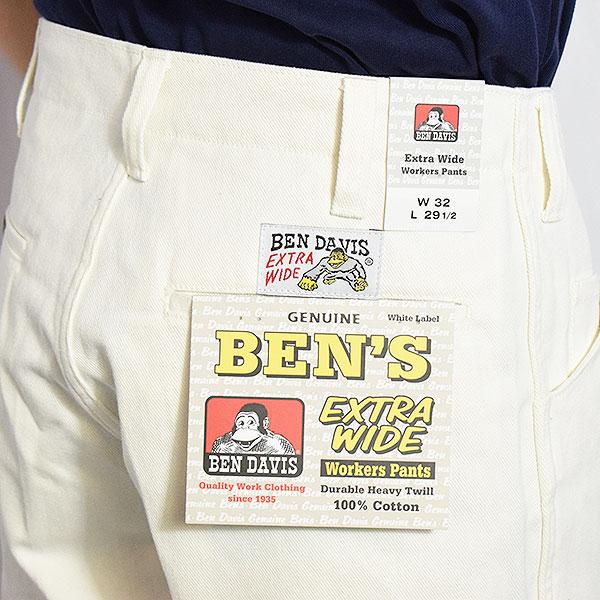 BEN DAVIS
Extra Wide
Workers Pants
W 32
L 29 1/2
BEN DAVIS
EXTRA
WIDE
®
GENUINE White Label
BEN'S
EXTRA
WIDE
BEN DAVIS
Workers Pants
Quality Work Clothing
since 1935
Durable Heavy Twill
100% Cotton